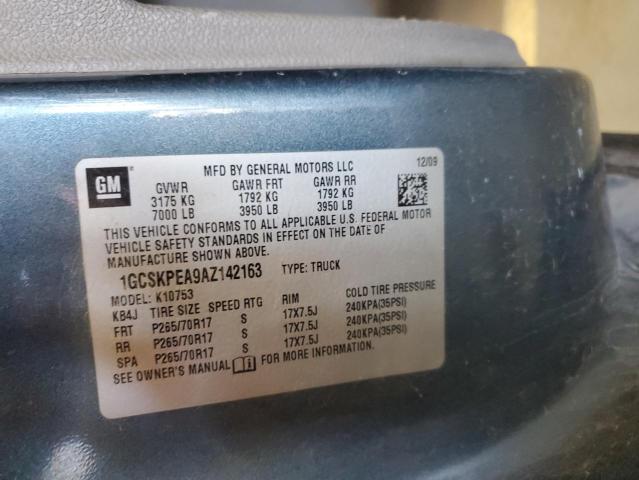 MFD BY GENERAL MOTORS LLC 12/09
GM
GVWR GAWR FRT GAWR RR
3175 KG 1792 KG 1792 KG
7000 LB 3950 LB 3950 LB
THIS VEHICLE CONFORMS TO ALL APPLICABLE U.S. FEDERAL MOTOR
VEHICLE SAFETY STANDARDS IN EFFECT ON THE DATE OF
MANUFACTURE SHOWN ABOVE.
1GCSKPEA9AZ142163 TYPE: TRUCK
MODEL: K10753
KB4J TIRE SIZE SPEED RTG RIM COLD TIRE PRESSURE
FRT P265/70R17 S 17X7.5J 240KPA(35PSI)
RR P265/70R17 S 17X7.5J 240KPA(35PSI)
SPA P265/70R17 S 17X7.5J 240KPA(35PSI)
SEE OWNER'S MANUAL FOR MORE INFORMATION.